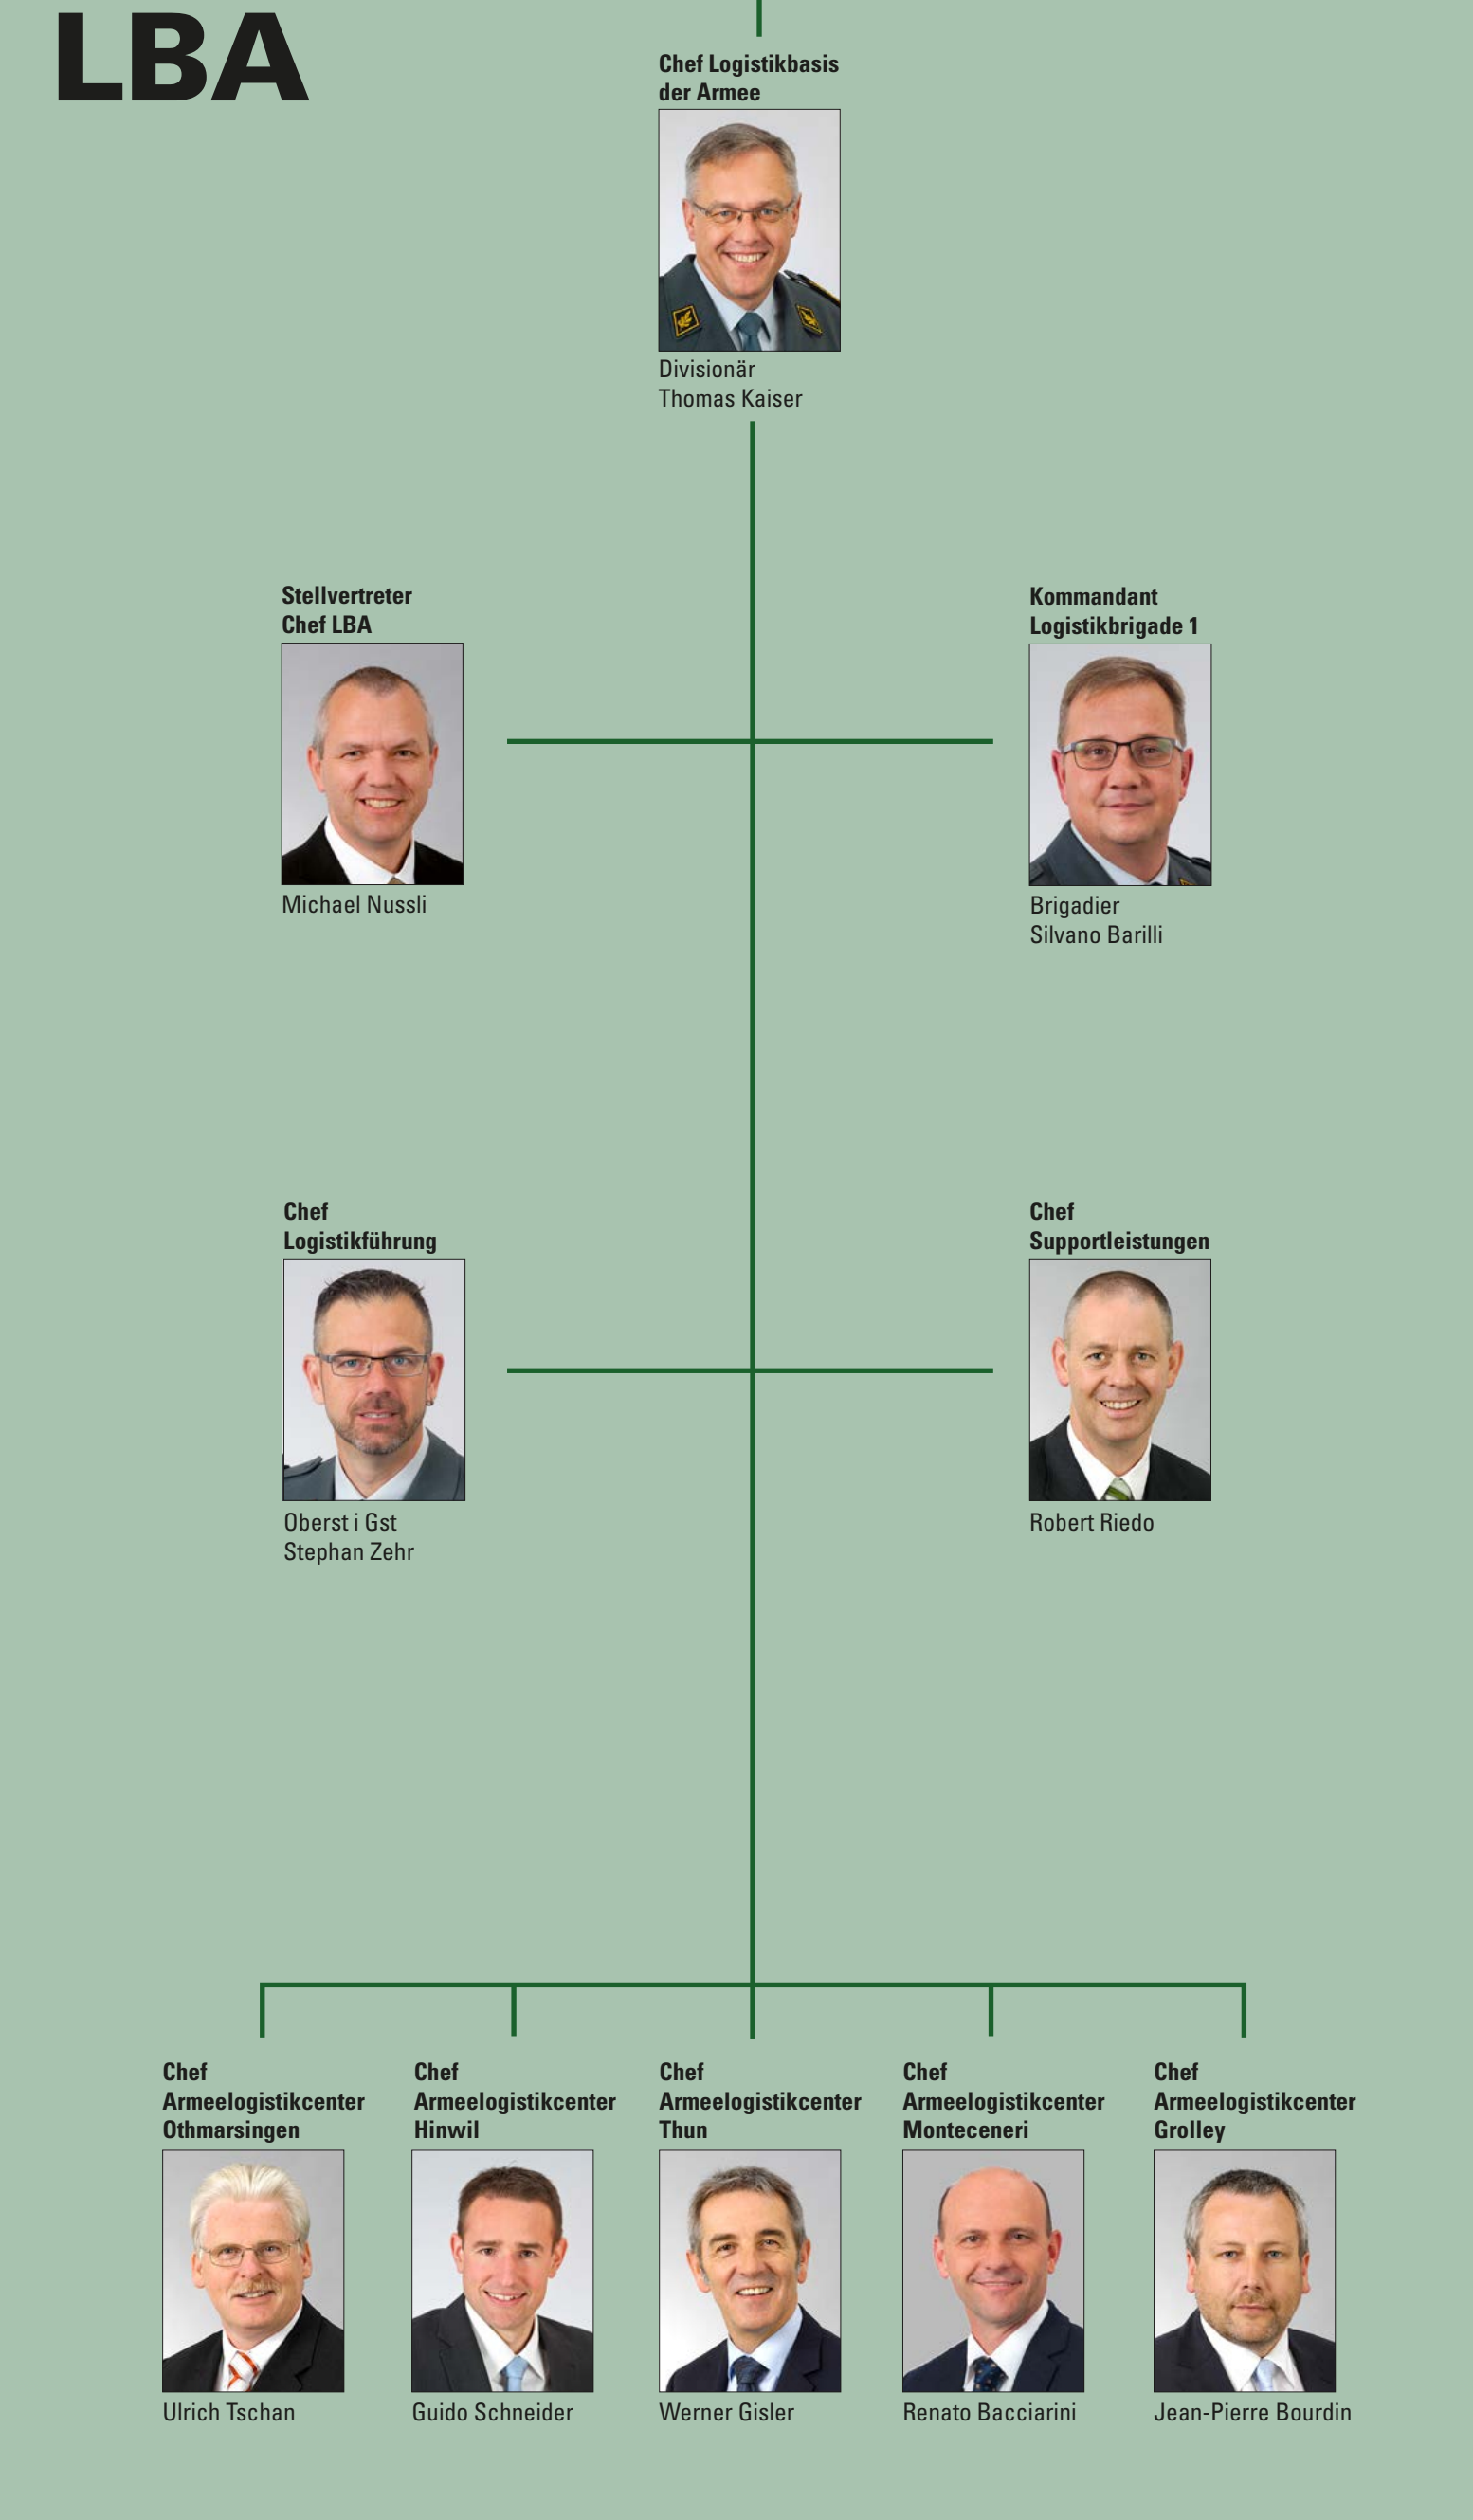 LBA
Chef Logistikbasis
der Armee
Divisionär
Thomas Kaiser
Stellvertreter
Chef LBA
Michael Nussli
Kommandant
Logistikbrigade 1
Brigadier
Silvano Barilli
Chef
Logistikführung
Oberst i Gst
Stephan Zehr
Chef
Supportleistungen
Robert Riedo
Chef
Armeelogistikcenter
Othmarsingen
Ulrich Tschan
Chef
Armeelogistikcenter
Hinwil
Guido Schneider
Chef
Armeelogistikcenter
Thun
Werner Gisler
Chef
Armeelogistikcenter
Monteceneri
Renato Bacciarini
Chef
Armeelogistikcenter
Grolley
Jean-Pierre Bourdin